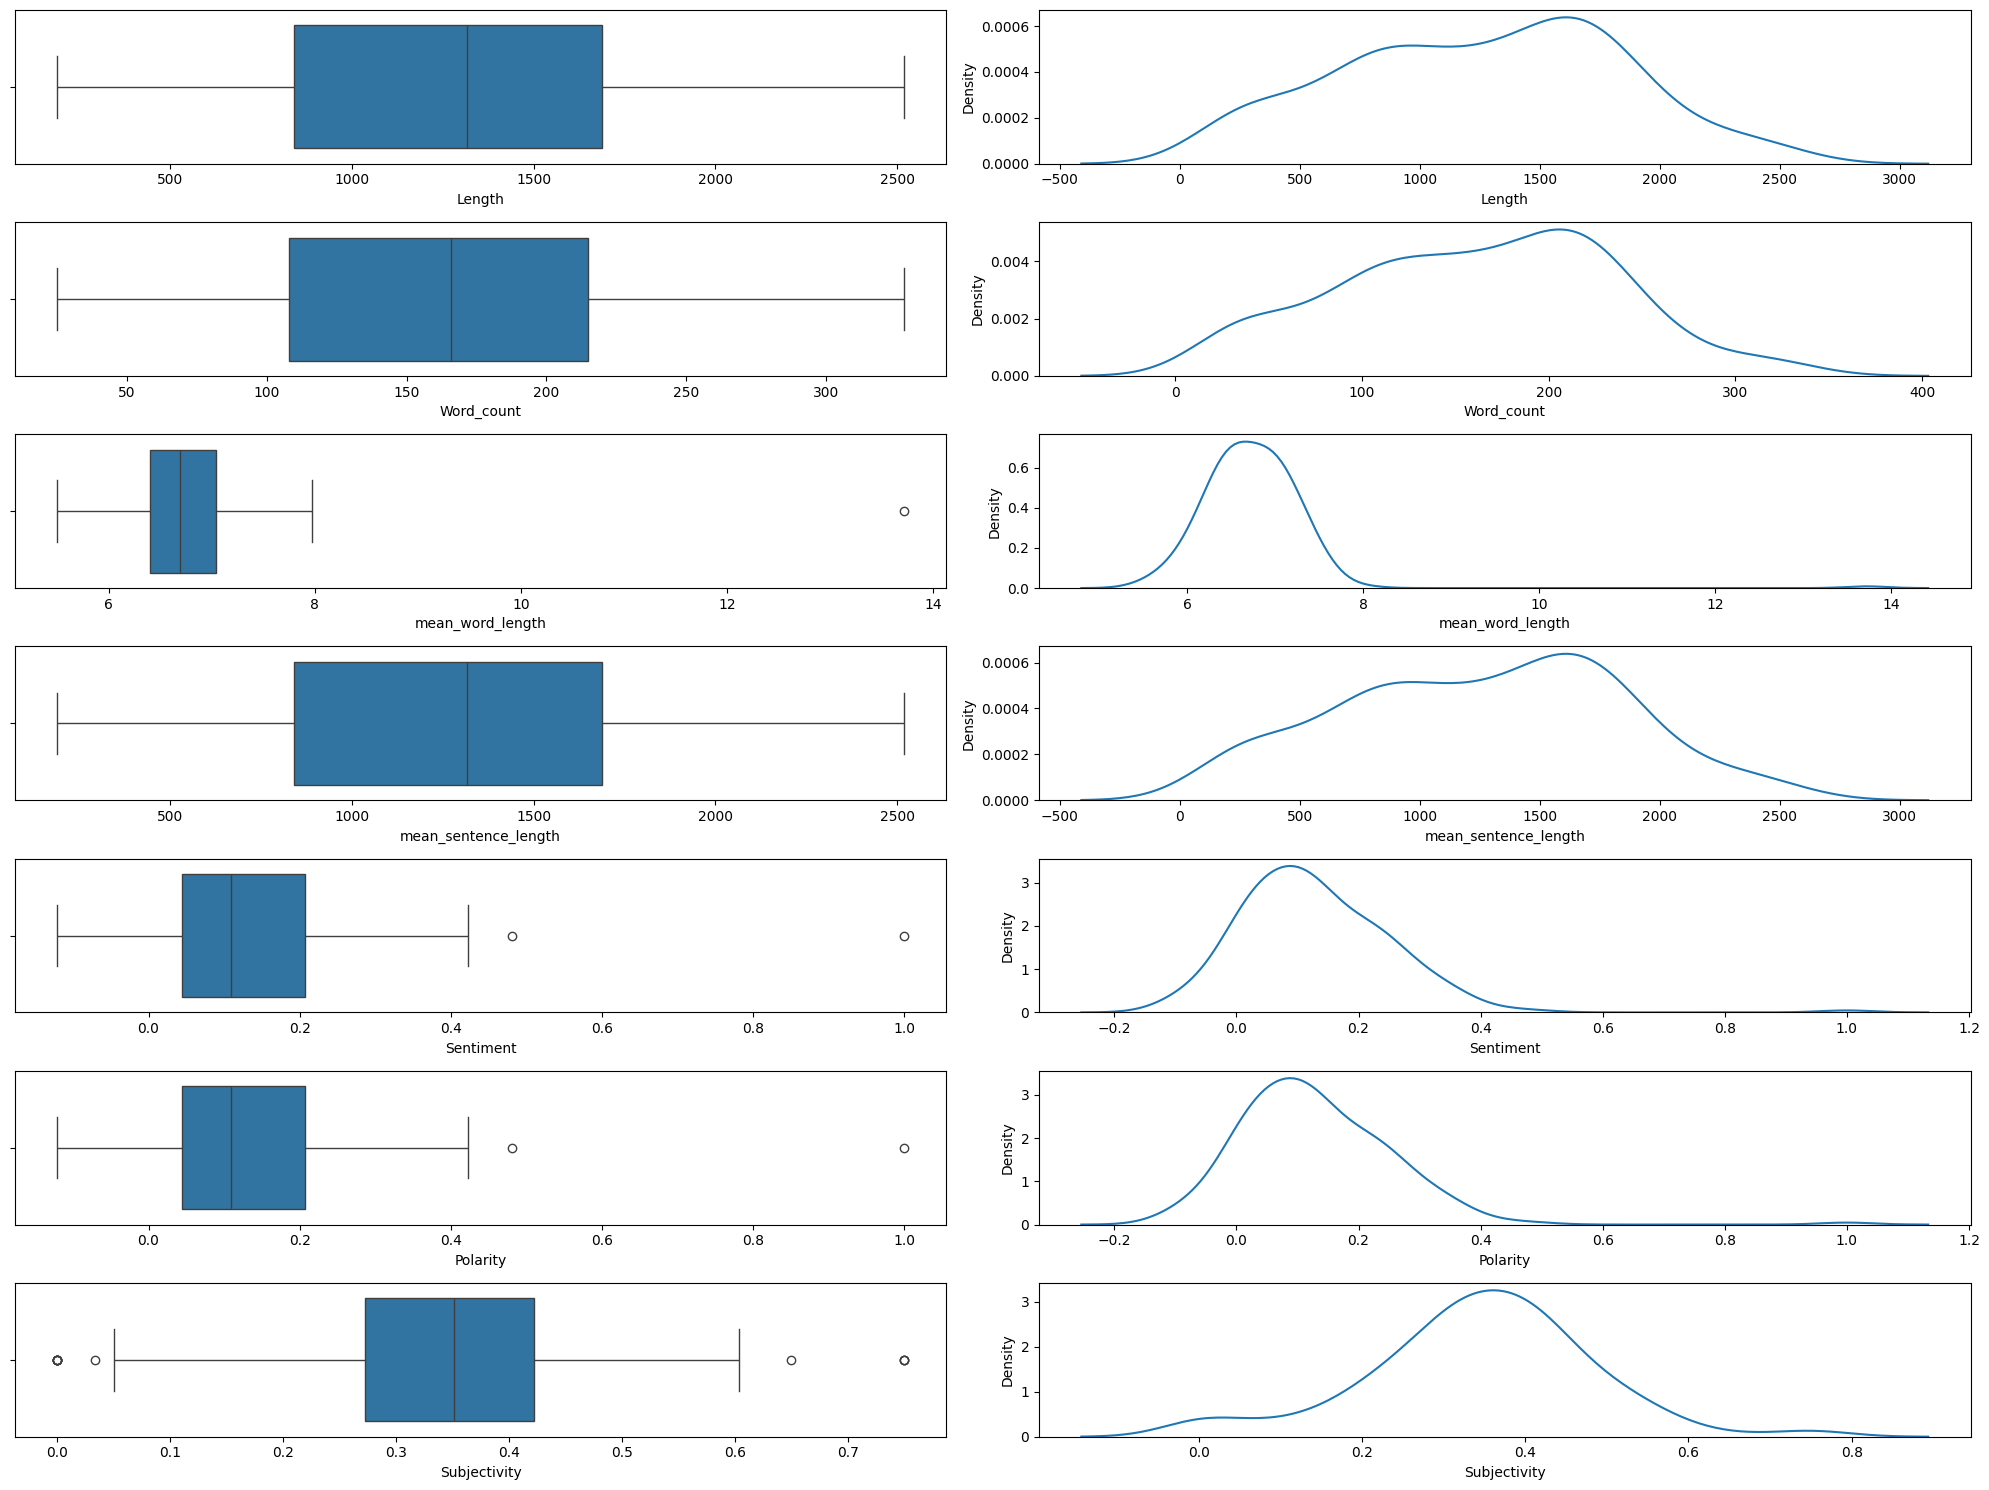 500 1000 1500 2000 2500
Length
0.0006
0.0004
0.0002
0.0000
Density
−500 0 500 1000 1500 2000 2500 3000
Length
50 100 150 200 250 300
Word_count
0.004
0.002
0.000
Density
0 100 200 300 400
Word_count
6 8 10 12 14
mean_word_length
0.6
0.4
0.2
0.0
Density
6 8 10 12 14
mean_word_length
500 1000 1500 2000 2500
mean_sentence_length
0.0006
0.0004
0.0002
0.0000
Density
−500 0 500 1000 1500 2000 2500 3000
mean_sentence_length
0.0 0.2 0.4 0.6 0.8 1.0
Sentiment
3
2
1
0
Density
−0.2 0.0 0.2 0.4 0.6 0.8 1.0 1.2
Sentiment
0.0 0.2 0.4 0.6 0.8 1.0
Polarity
3
2
1
0
Density
−0.2 0.0 0.2 0.4 0.6 0.8 1.0 1.2
Polarity
0.0 0.1 0.2 0.3 0.4 0.5 0.6 0.7
Subjectivity
3
2
1
0
Density
0.0 0.2 0.4 0.6 0.8
Subjectivity